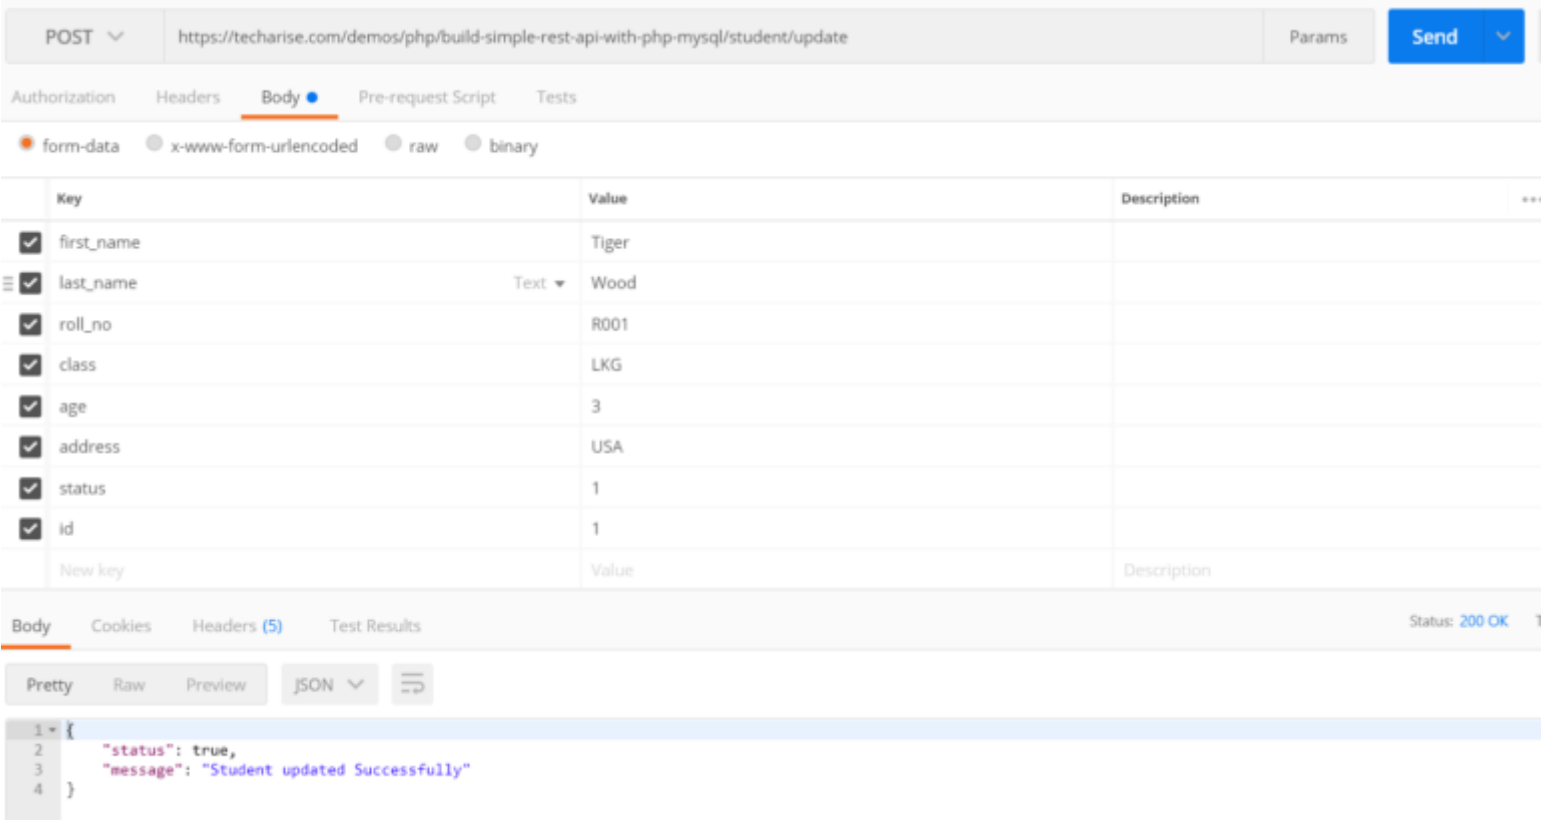 POST https://techarise.com/demos/php/build-simple-rest-api-with-php-mysql/student/update Params Send
Authorization Headers Body Pre-request Script Tests
form-data x-www-form-urlencoded raw binary
Key Value Description
first_name Tiger
last_name Text Wood
roll_no R001
class LKG
age 3
address USA
status 1
id 1
New key Value Description
Body Cookies Headers (5) Test Results Status: 200 OK
Pretty Raw Preview JSON
1 {
2 "status": true,
3 "message": "Student updated Successfully"
4 }